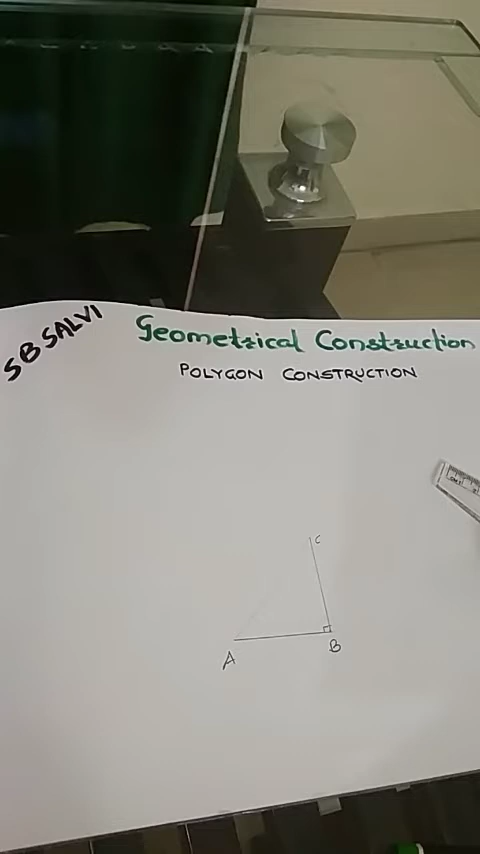 SB SALVI
Geometrical Construction
POLYGON CONSTRUCTION
C
A
B